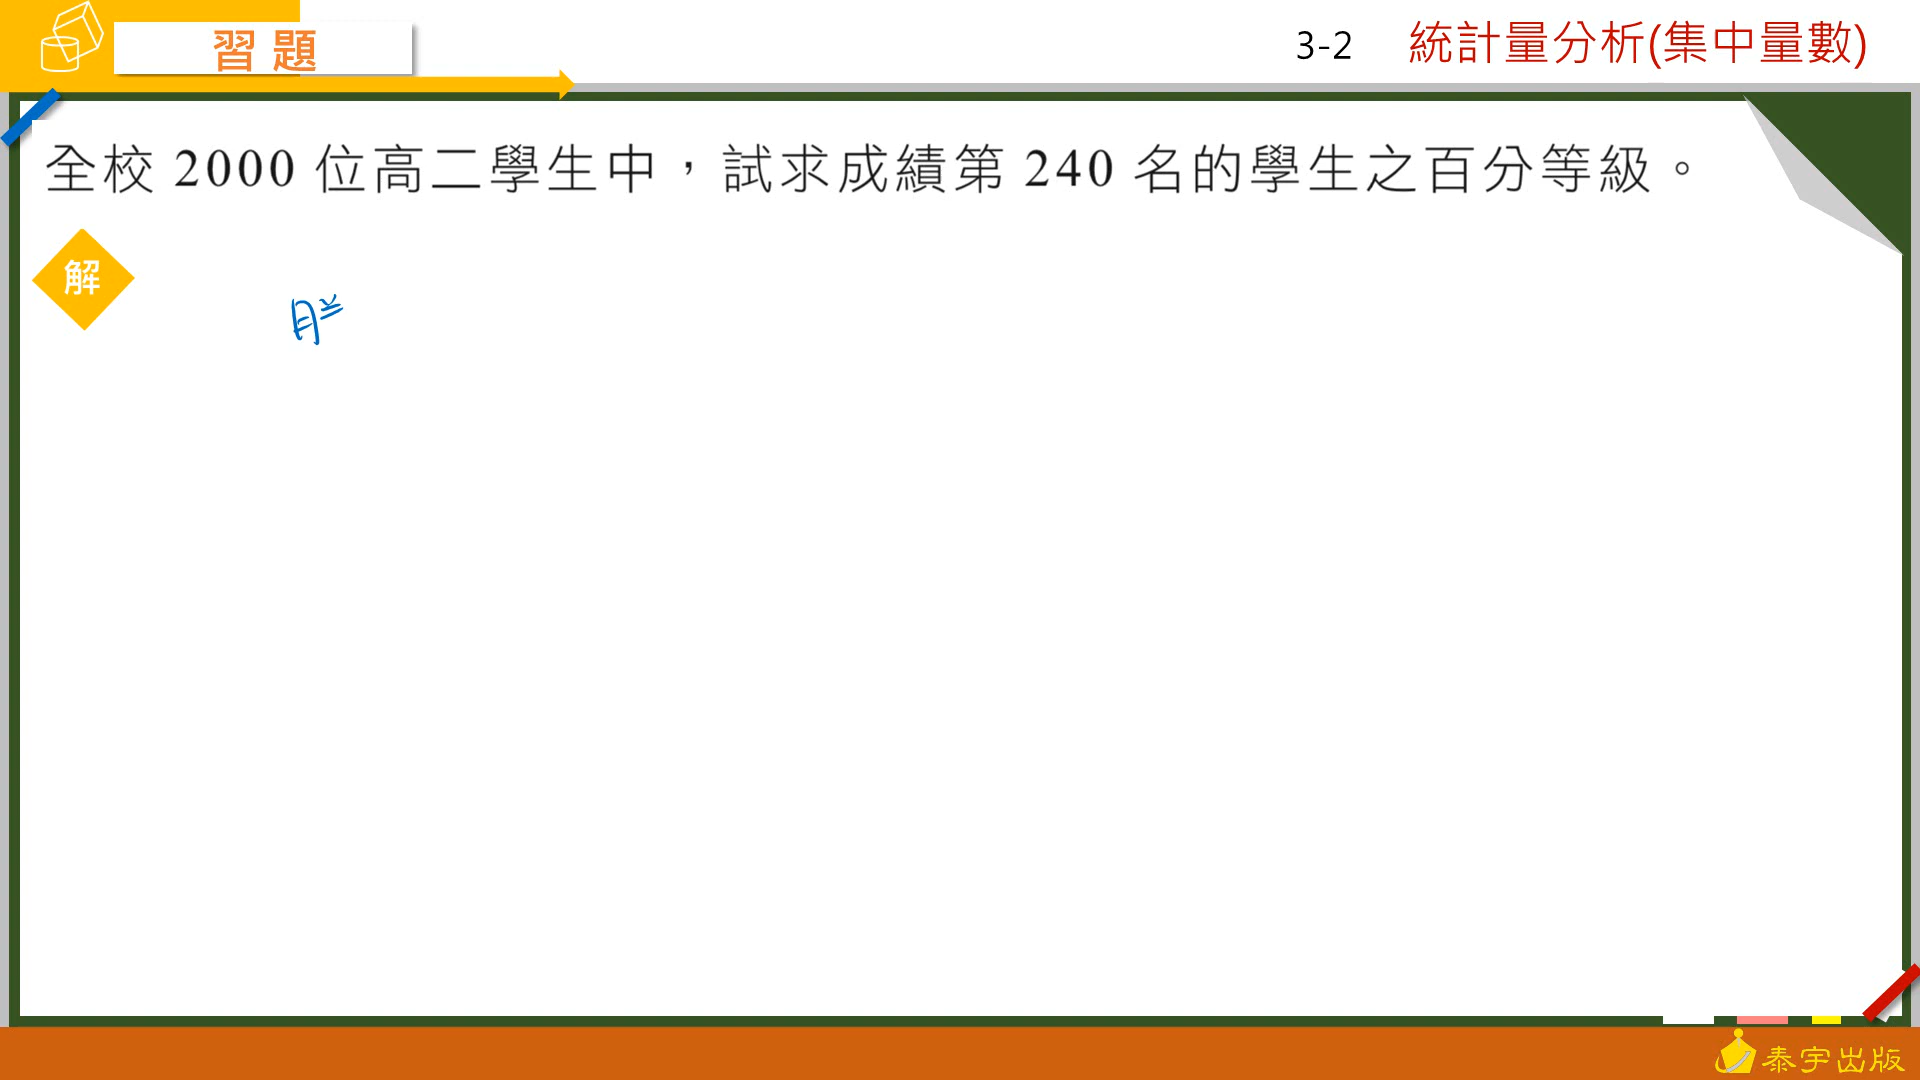 習題
3-2 統計量分析(集中量數)
全校 2000 位高二學生中，試求成績第 240 名的學生之百分等級。
解
泰宇出版